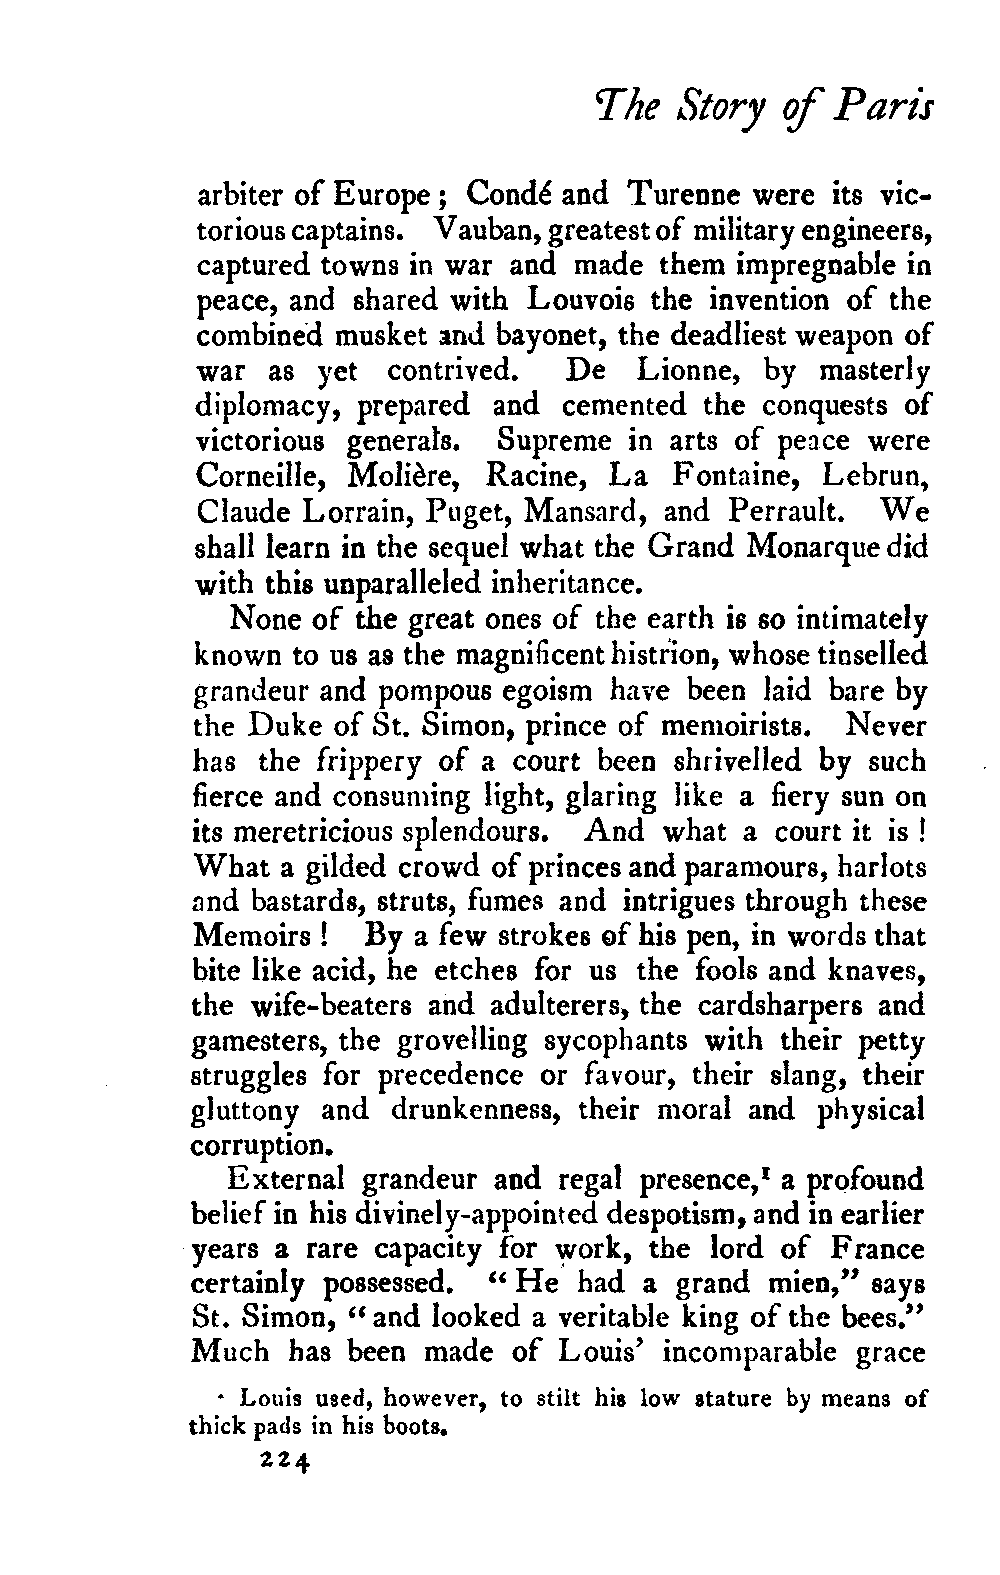 The Story of Paris
arbiter of Europe ; Condé and Turenne were its vic-
torious captains. Vauban, greatest of military engineers,
captured towns in war and made them impregnable in
peace, and shared with Louvois the invention of the
combined musket and bayonet, the deadliest weapon of
war as yet contrived. De Lionne, by masterly
diplomacy, prepared and cemented the conquests of
victorious generals. Supreme in arts of peace were
Corneille, Molière, Racine, La Fontaine, Lebrun,
Claude Lorrain, Puget, Mansard, and Perrault. We
shall learn in the sequel what the Grand Monarque did
with this unparalleled inheritance.
None of the great ones of the earth is so intimately
known to us as the magnificent histrion, whose tinselled
grandeur and pompous egoism have been laid bare by
the Duke of St. Simon, prince of memoirists. Never
has the frippery of a court been shrivelled by such
fierce and consuming light, glaring like a fiery sun on
its meretricious splendours. And what a court it is !
What a gilded crowd of princes and paramours, harlots
and bastards, struts, fumes and intrigues through these
Memoirs ! By a few strokes of his pen, in words that
bite like acid, he etches for us the fools and knaves,
the wife-beaters and adulterers, the cardsharpers and
gamesters, the grovelling sycophants with their petty
struggles for precedence or favour, their slang, their
gluttony and drunkenness, their moral and physical
corruption.
External grandeur and regal presence,¹ a profound
belief in his divinely-appointed despotism, and in earlier
years a rare capacity for work, the lord of France
certainly possessed. “ He had a grand mien,” says
St. Simon, “ and looked a veritable king of the bees.”
Much has been made of Louis’ incomparable grace
¹ Louis used, however, to stilt his low stature by means of
thick pads in his boots.
224